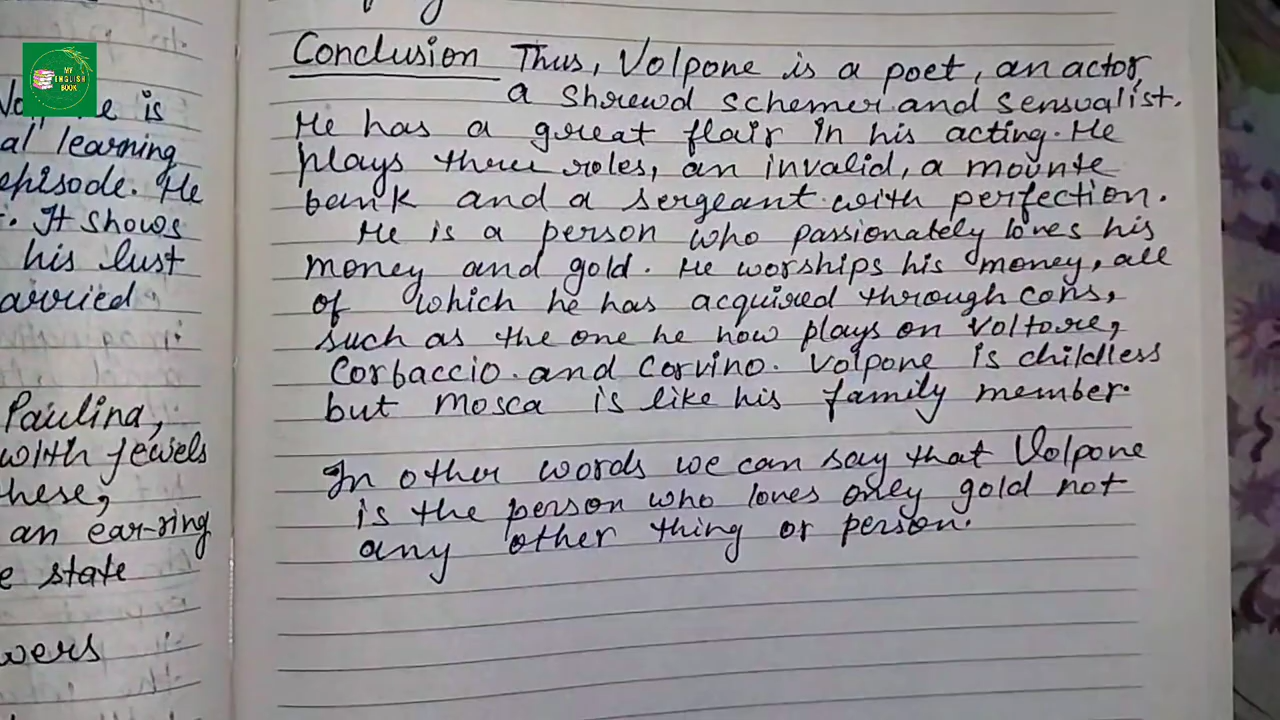 MY
ENGLISH
BOOK
is
al learning
episode. He
. It shows
his lust
arried
Paulina,
with jewels
hese,
an ear-ring
e state
wers
Conclusion Thus, Volpone is a poet, an actor,
a shrewd schemer and sensualist.
He has a great flair in his acting. He
plays three roles, an invalid, a mounte
bank and a sergeant with perfection.
He is a person who passionately loves his
money and gold. He worships his money, all
of which he has acquired through cons,
such as the one he now plays on Voltore,
Corbaccio and Corvino. Volpone is childless
but Mosca is like his family member.
In other words we can say that Volpone
is the person who loves only gold not
any other thing or person.